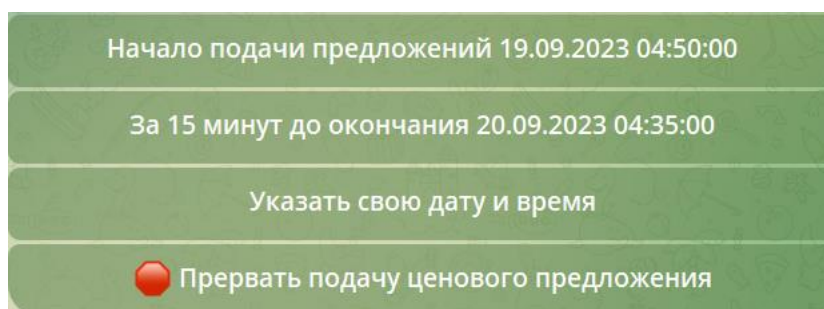 Начало подачи предложений 19.09.2023 04:50:00
За 15 минут до окончания 20.09.2023 04:35:00
Указать свою дату и время
🛑 Прервать подачу ценового предложения